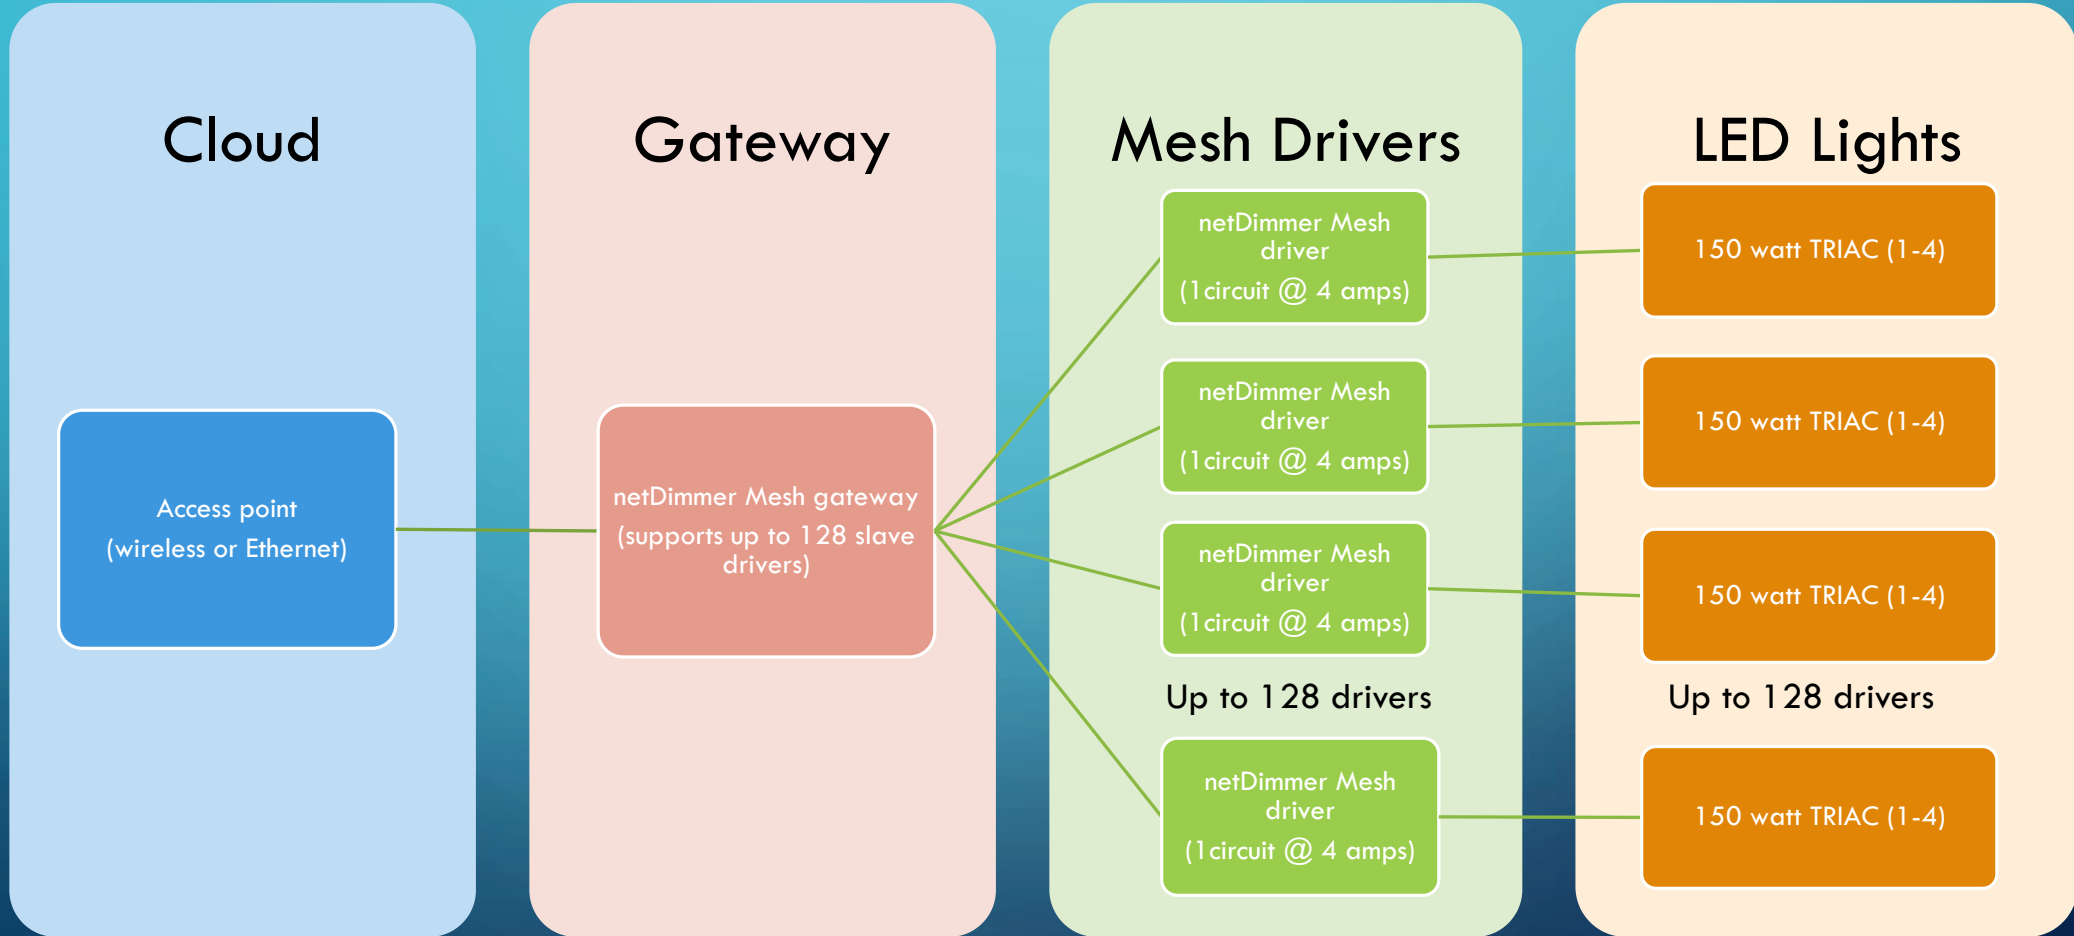 Cloud
Gateway
Mesh Drivers
LED Lights
Access point
(wireless or Ethernet)
netDimmer Mesh gateway
(supports up to 128 slave
drivers)
netDimmer Mesh
driver
(1circuit @ 4 amps)
netDimmer Mesh
driver
(1circuit @ 4 amps)
netDimmer Mesh
driver
(1circuit @ 4 amps)
Up to 128 drivers
netDimmer Mesh
driver
(1circuit @ 4 amps)
150 watt TRIAC (1-4)
150 watt TRIAC (1-4)
150 watt TRIAC (1-4)
Up to 128 drivers
150 watt TRIAC (1-4)